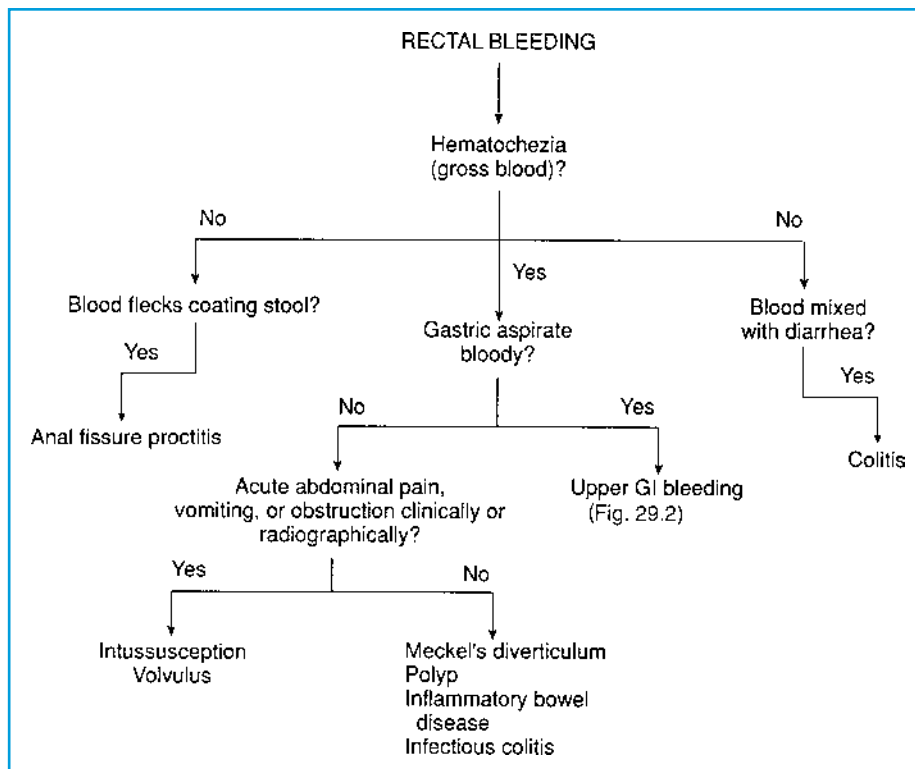 RECTAL BLEEDING
Hematochezia
(gross blood)?
No
No
Yes
Blood flecks coating stool?
Gastric aspirate
bloody?
Blood mixed
with diarrhea?
Yes
Yes
No
Yes
Anal fissure proctitis
Colitis
Acute abdominal pain,
vomiting, or obstruction clinically or
radiographically?
Upper GI bleeding
(Fig. 29.2)
Yes
No
Intussusception
Volvulus
Meckel's diverticulum
Polyp
Inflammatory bowel
disease
Infectious colitis